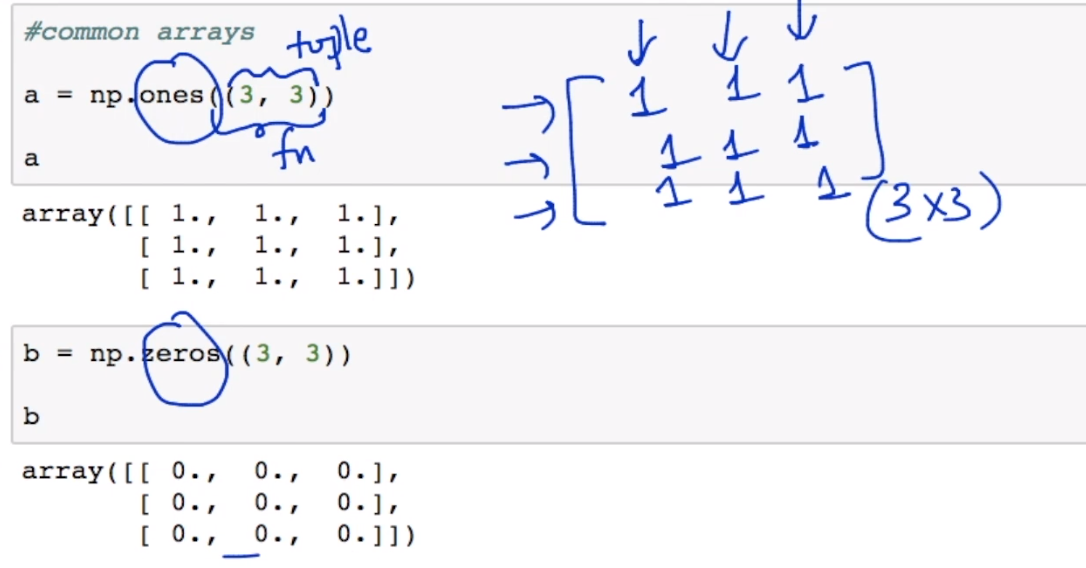 #common arrays
tuple
a = np.ones((3, 3))
fn
a
1 1 1
1 1 1
1 1 1
(3×3)
array([[ 1.,  1.,  1.],
       [ 1.,  1.,  1.],
       [ 1.,  1.,  1.]])
b = np.zeros((3, 3))
b
array([[ 0.,  0.,  0.],
       [ 0.,  0.,  0.],
       [ 0.,  0.,  0.]])